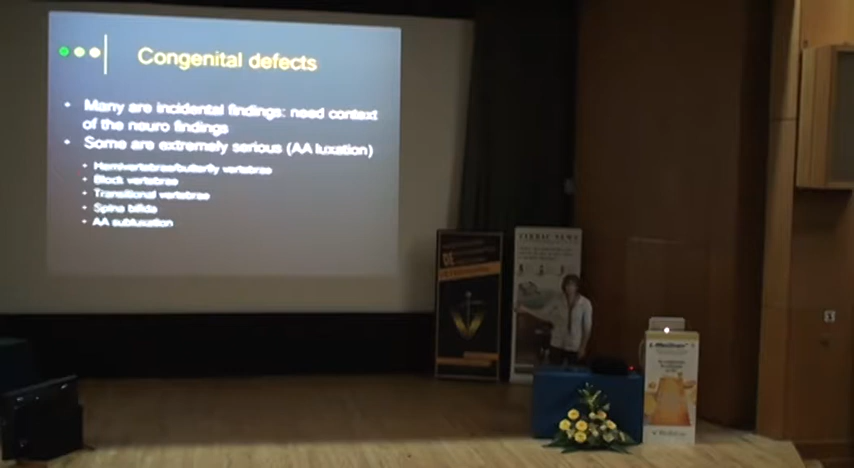 Congenital defects
• Many are incidental findings: need context
of the neuro findings
• Some are extremely serious (AA luxation)
• Hemivertebrae/butterfly vertebrae
• Block vertebrae
• Transitional vertebrae
• Spina bifida
• AA subluxation